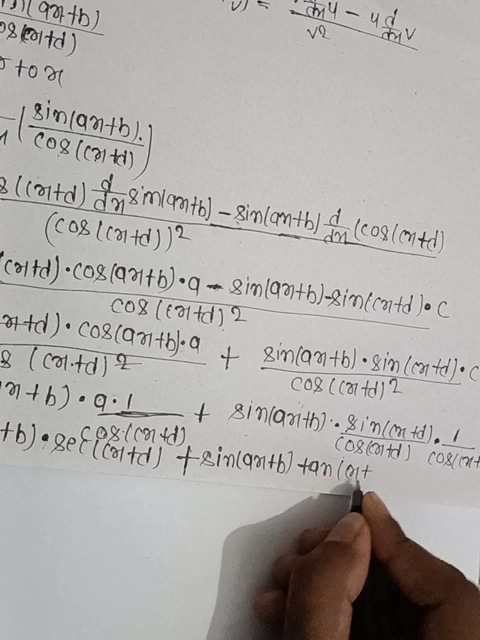 sin(ax+b)
cos(cx+d)
v) = d/dx u - u d/dx v
v2
to x
( sin(ax+b)
cos(cx+d) )
s(cx+d) d/dx sin(ax+b) - sin(ax+b) d/dx (cos(cx+d)
(cos(cx+d))2
(cx+d)·cos(ax+b)·a - sin(ax+b)-sin(cx+d)·c
cos(cx+d)2
x+d)·cos(ax+b)·a + sin(ax+b)·sin(cx+d)·c
s(cx+d)2 cos(cx+d)2
x+b)·a·1 + sin(ax+b)·sin(cx+d)·1
cos(cx+d) cos(cx+d) cos(cx+
+b)·sec(cx+d) + sin(ax+b) tan(cx+